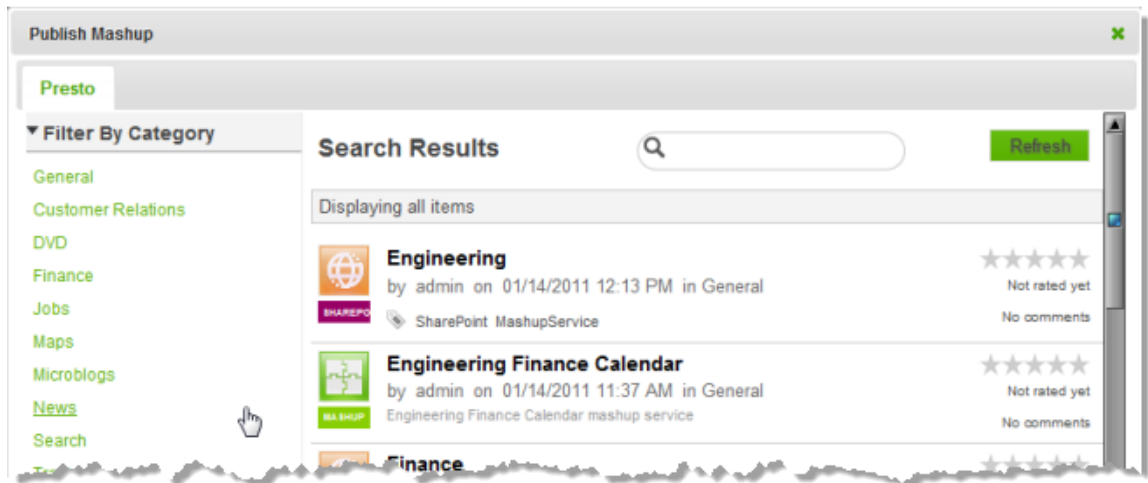 Publish Mashup
Presto
Filter By Category
General
Customer Relations
DVD
Finance
Jobs
Maps
Microblogs
News
Search
Search Results
Refresh
Displaying all items
Engineering
by admin on 01/14/2011 12:13 PM in General
Not rated yet
SHAREPO
SharePoint MashupService
No comments
Engineering Finance Calendar
by admin on 01/14/2011 11:37 AM in General
Not rated yet
MASHUP
Engineering Finance Calendar mashup service
No comments
Finance